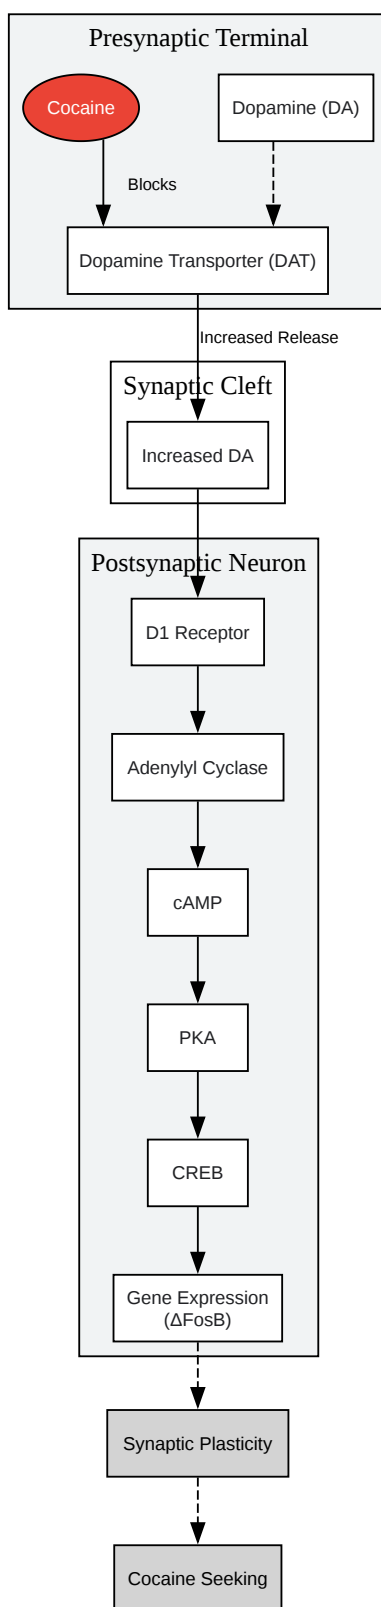 Presynaptic Terminal
Cocaine
Dopamine (DA)
Blocks
Dopamine Transporter (DAT)
Increased Release
Synaptic Cleft
Increased DA
Postsynaptic Neuron
D1 Receptor
Adenylyl Cyclase
cAMP
PKA
CREB
Gene Expression
(ΔFosB)
Synaptic Plasticity
Cocaine Seeking